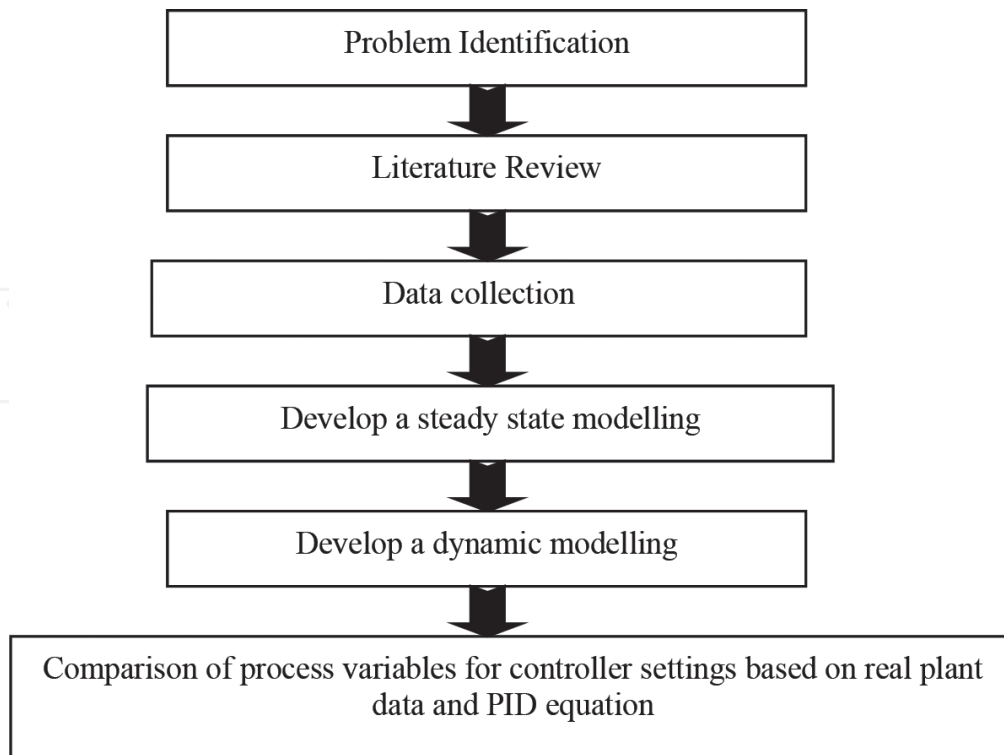 Problem Identification
Literature Review
Data collection
Develop a steady state modelling
Develop a dynamic modelling
Comparison of process variables for controller settings based on real plant
data and PID equation